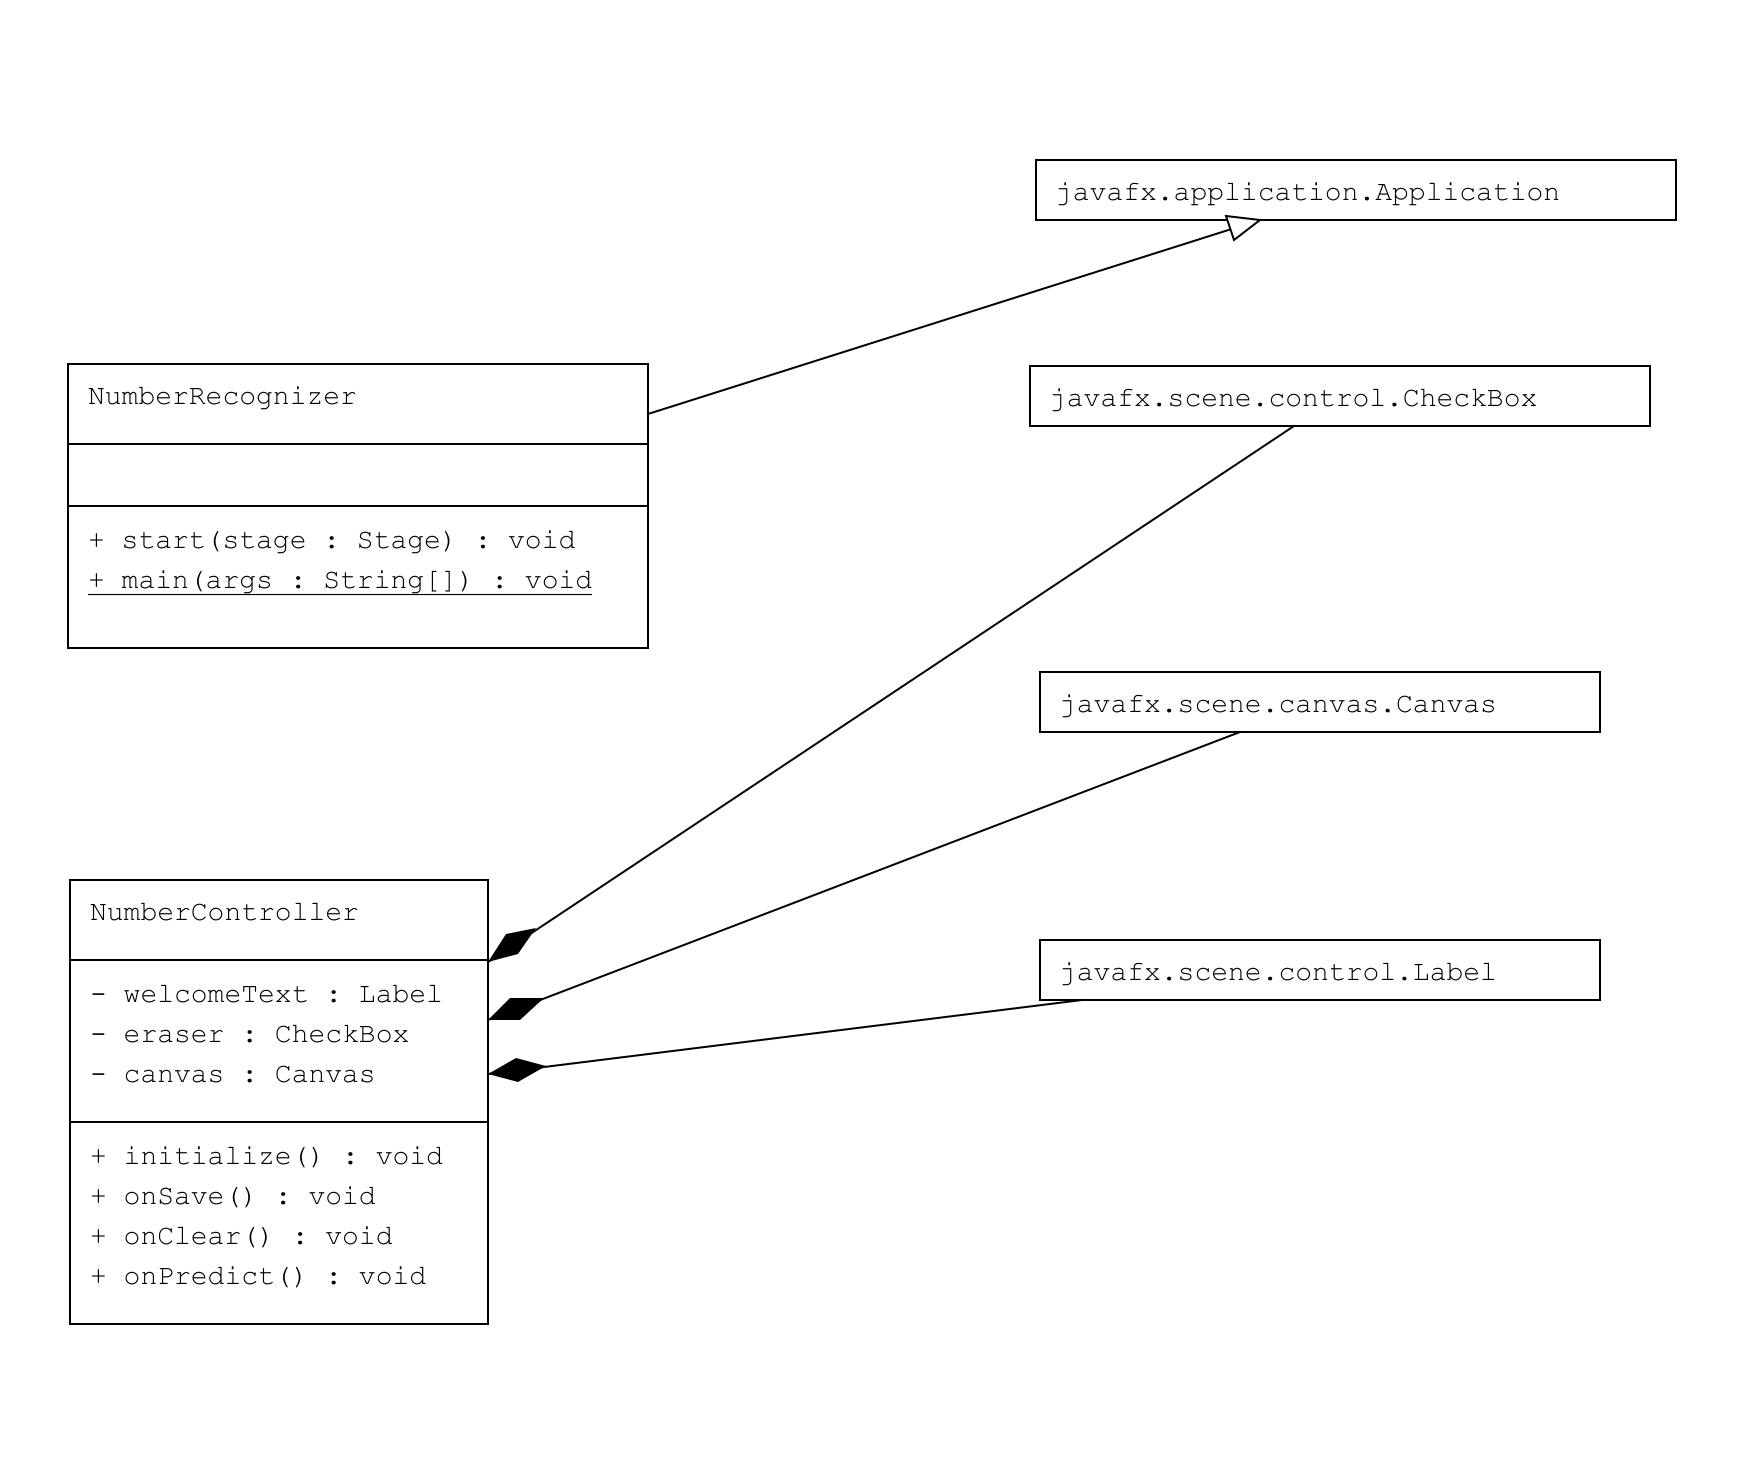 javafx.application.Application
NumberRecognizer
+ start(stage : Stage) : void
+ main(args : String[]) : void
javafx.scene.control.CheckBox
javafx.scene.canvas.Canvas
NumberController
- welcomeText : Label
- eraser : CheckBox
- canvas : Canvas
+ initialize() : void
+ onSave() : void
+ onClear() : void
+ onPredict() : void
javafx.scene.control.Label